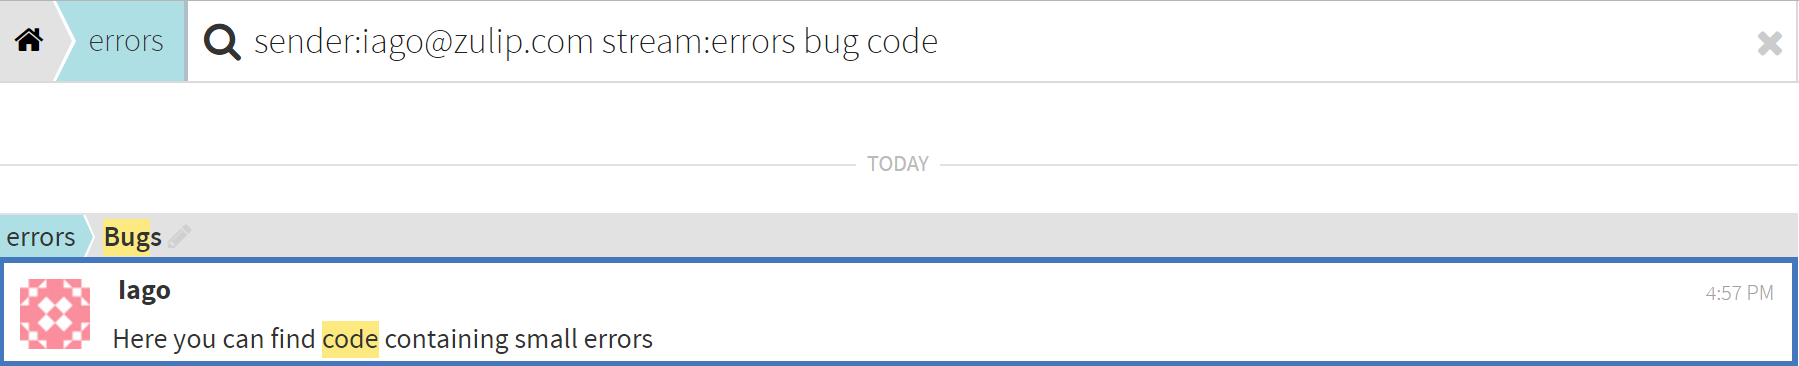 errors sender:iago@zulip.com stream:errors bug code
TODAY
errors Bugs
Iago 4:57 PM
Here you can find code containing small errors